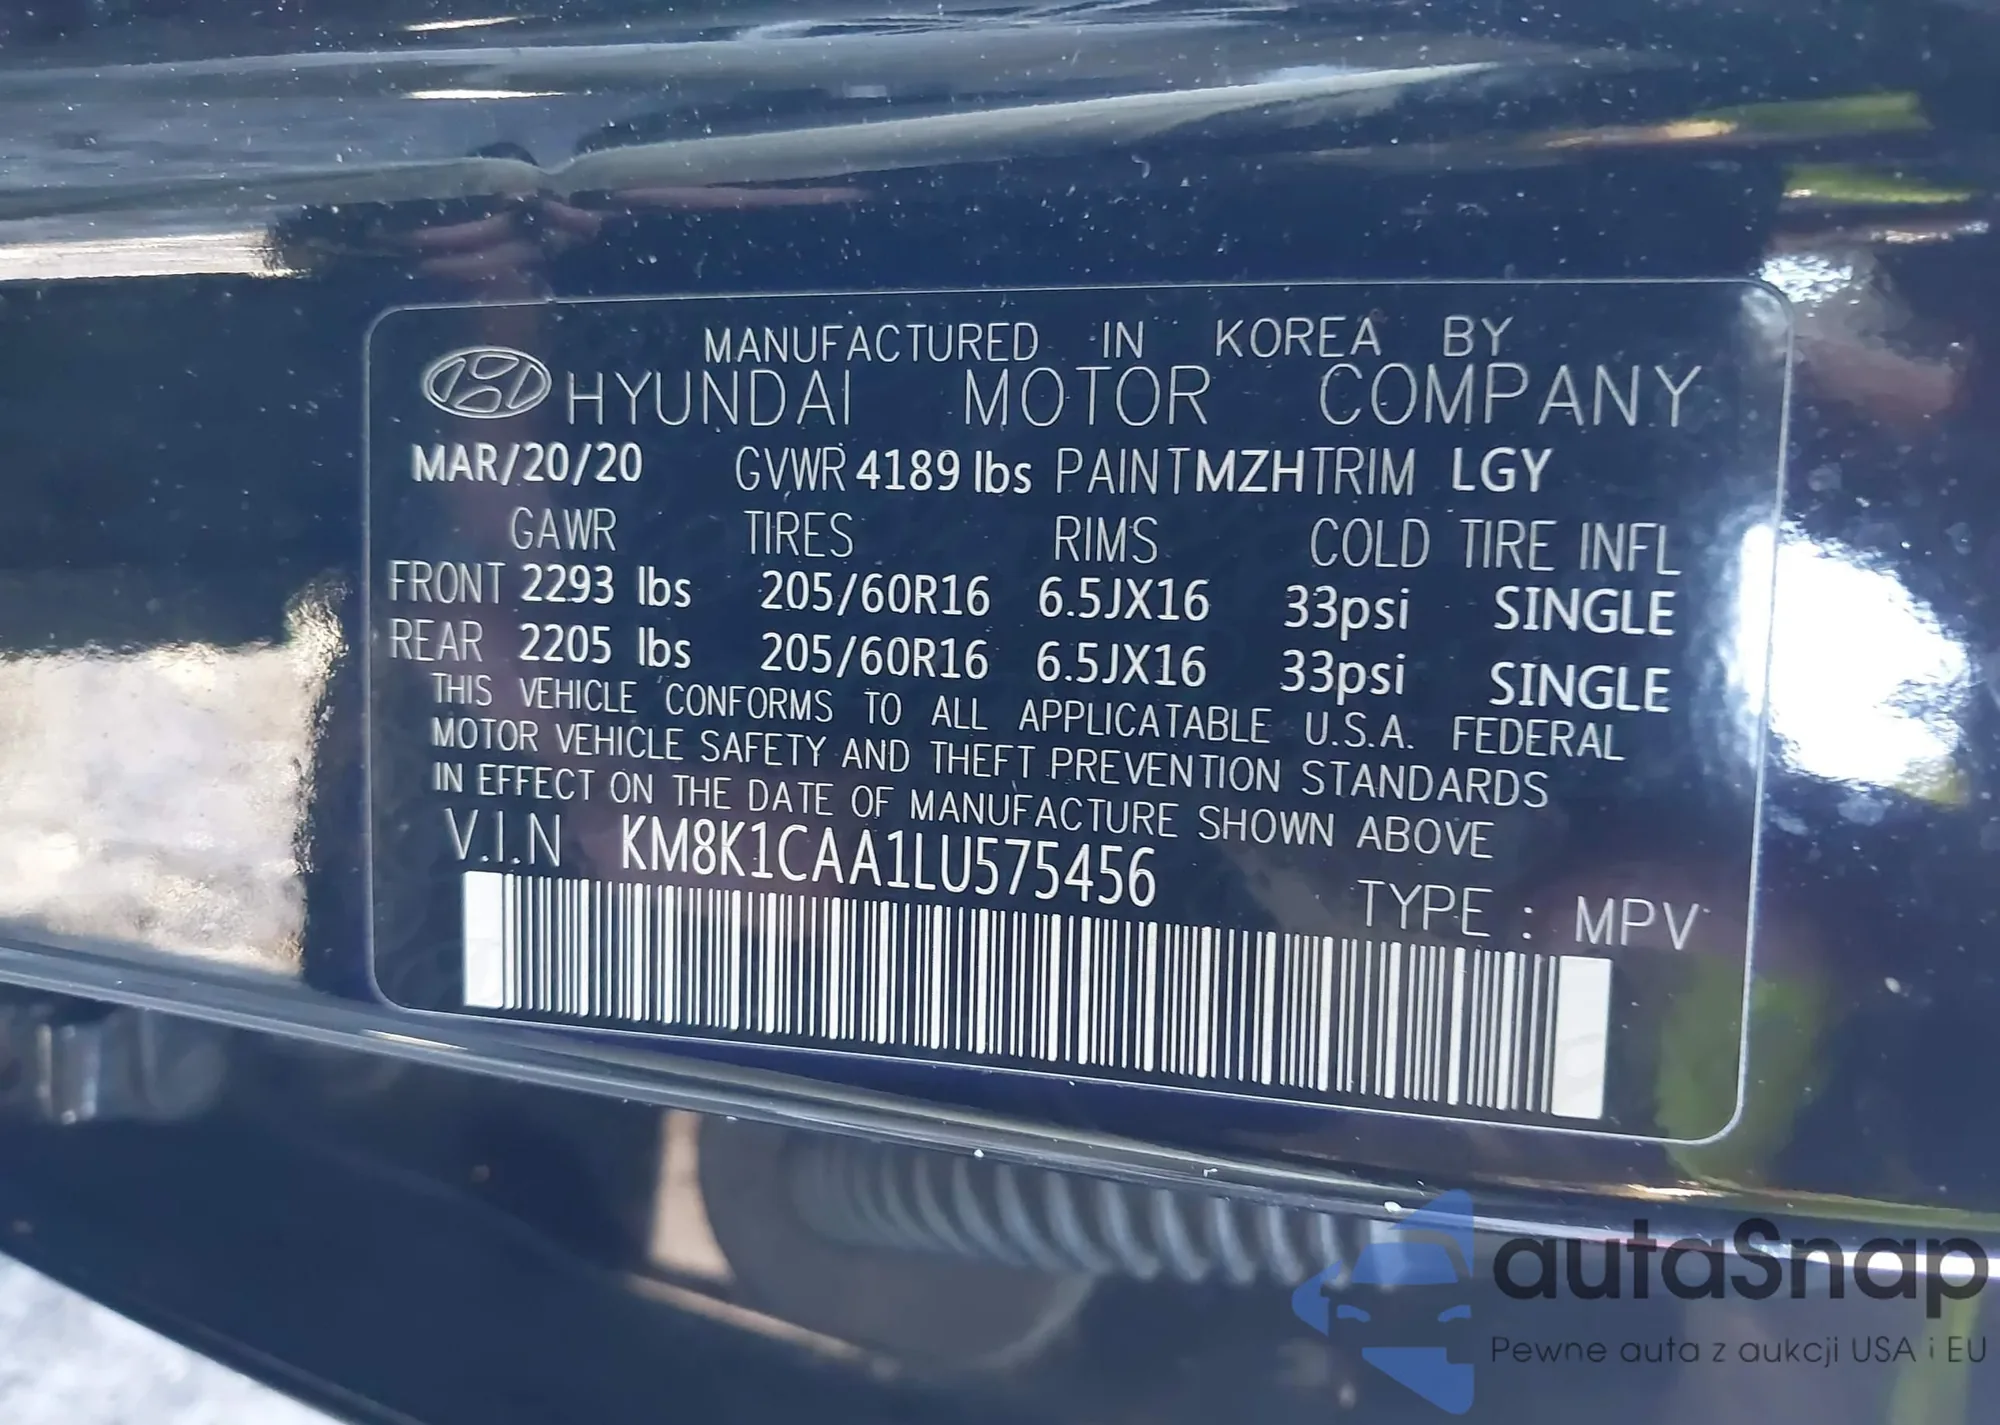 MANUFACTURED IN KOREA BY
HYUNDAI MOTOR COMPANY
MAR/20/20 GVWR 4189 lbs PAINT MZH TRIM LGY
GAWR TIRES RIMS COLD TIRE INFL
FRONT 2293 lbs 205/60R16 6.5JX16 33psi SINGLE
REAR 2205 lbs 205/60R16 6.5JX16 33psi SINGLE
THIS VEHICLE CONFORMS TO ALL APPLICATABLE U.S.A. FEDERAL
MOTOR VEHICLE SAFETY AND THEFT PREVENTION STANDARDS
IN EFFECT ON THE DATE OF MANUFACTURE SHOWN ABOVE
V.I.N KM8K1CAA1LU575456
TYPE : MPV
autaSnap
Pewne auta z aukcji USA i EU